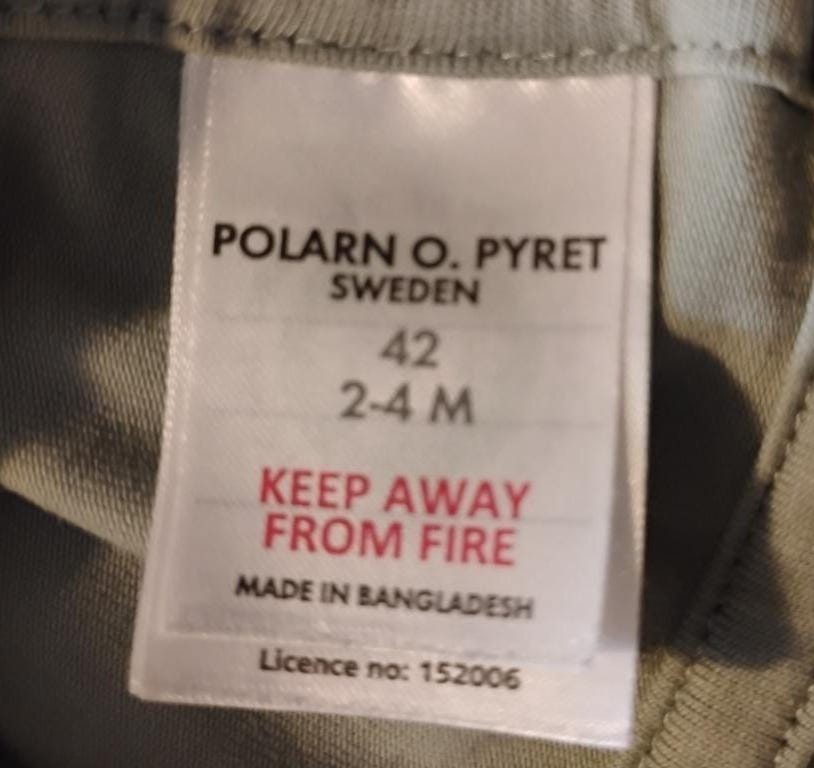 POLARN O. PYRET
SWEDEN
42
2-4 M
KEEP AWAY
FROM FIRE
MADE IN BANGLADESH
Licence no: 152006